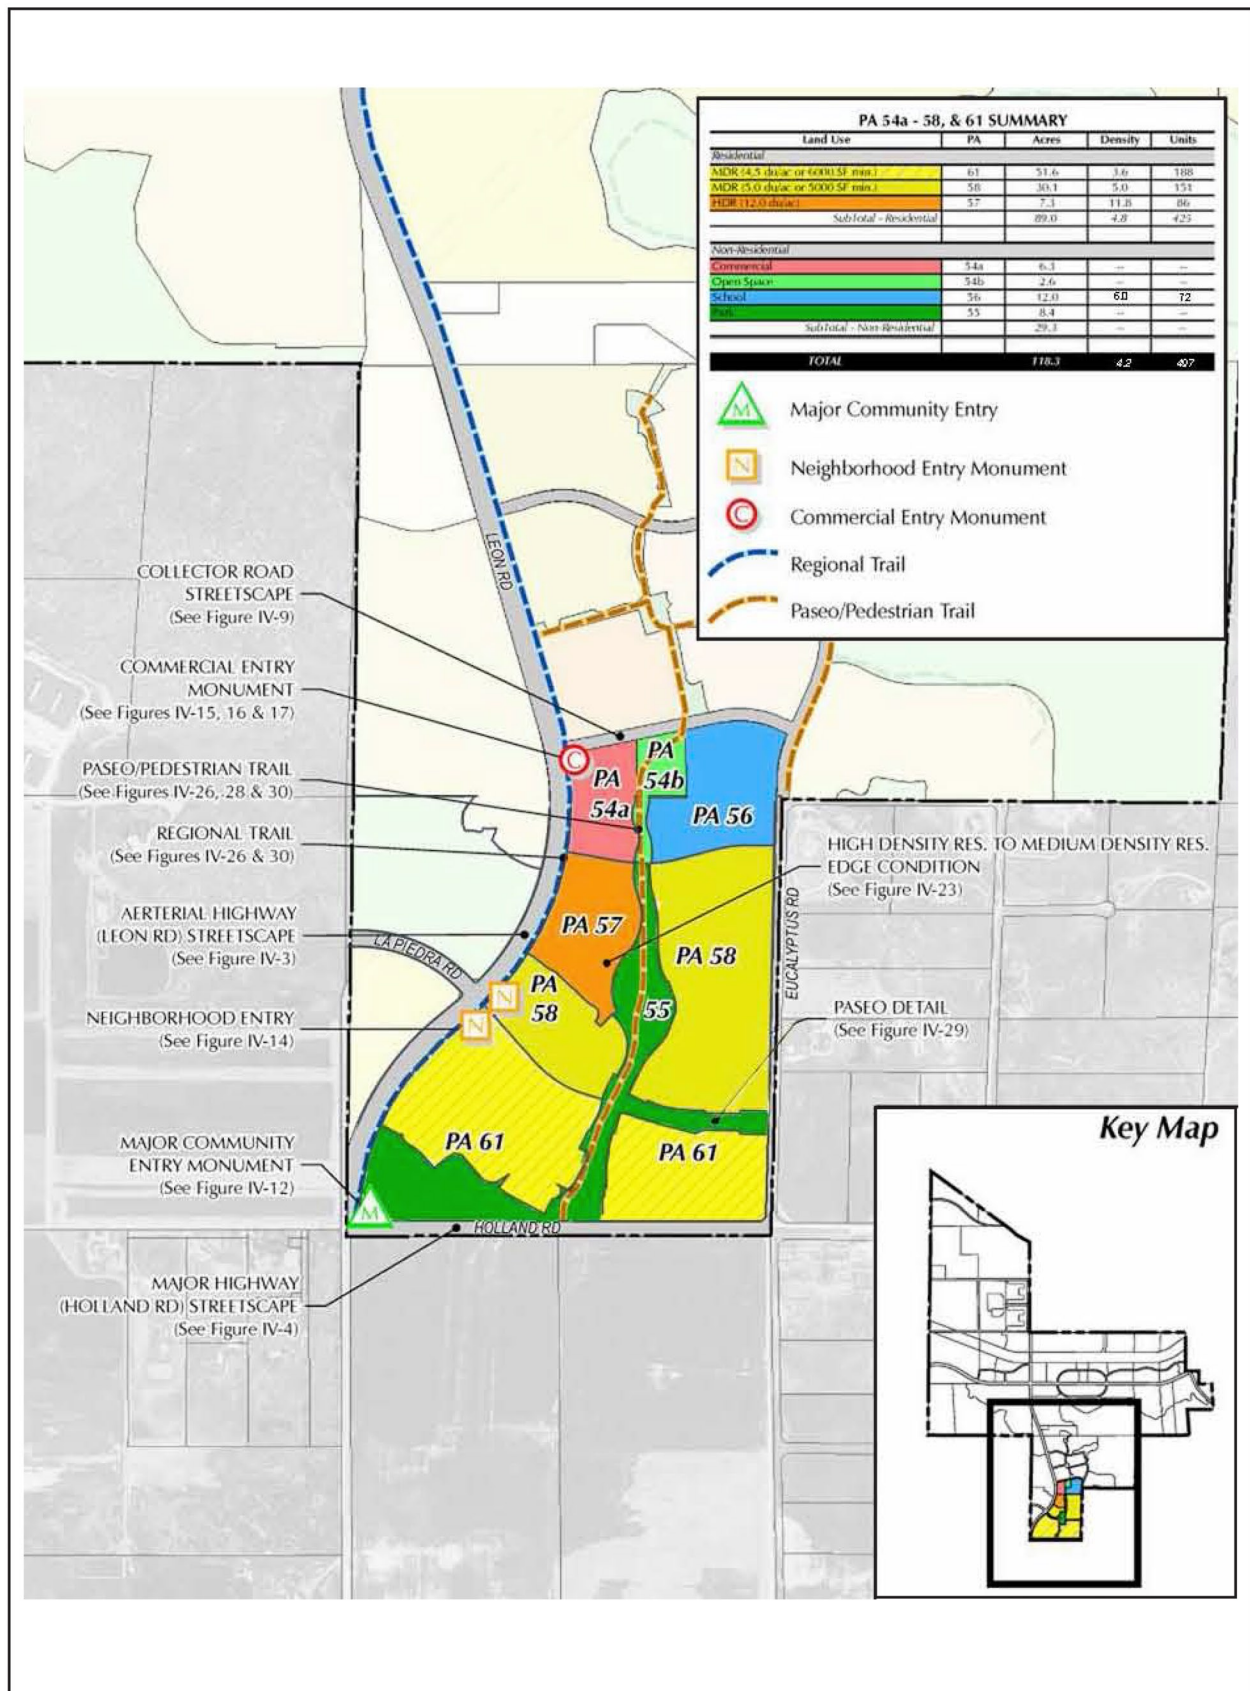 PA 54a - 58, & 61 SUMMARY
Land Use PA Acres Density Units
Residential
MDR (4.5 du/ac or 6000 SF min.) 61 51.6 3.6 188
MDR (5.0 du/ac or 5000 SF min.) 58 30.1 5.0 151
HDR (12.0 du/ac) 57 7.3 11.8 86
SubTotal - Residential 89.0 4.8 425
Non-Residential
Commercial 54a 6.3 -- --
Open Space 54b 2.6 -- --
School 56 12.0 6.0 72
Park 55 8.4 -- --
SubTotal - Non-Residential 29.3 -- --
TOTAL 118.3 4.2 497
M Major Community Entry
N Neighborhood Entry Monument
C Commercial Entry Monument
Regional Trail
Paseo/Pedestrian Trail
LEON RD
COLLECTOR ROAD
STREETSCAPE
(See Figure IV-9)
COMMERCIAL ENTRY
MONUMENT
(See Figures IV-15, 16 & 17)
PASEO/PEDESTRIAN TRAIL
(See Figures IV-26, 28 & 30)
REGIONAL TRAIL
(See Figures IV-26 & 30)
AERTERIAL HIGHWAY
(LEON RD) STREETSCAPE
(See Figure IV-3)
NEIGHBORHOOD ENTRY
(See Figure IV-14)
MAJOR COMMUNITY
ENTRY MONUMENT
(See Figure IV-12)
MAJOR HIGHWAY
(HOLLAND RD) STREETSCAPE
(See Figure IV-4)
C
PA
54a
PA
54b
PA 56
PA 57
PA 58
PA
58
55
LA PIEDRA RD
N
N
PA 61
PA 61
M
HOLLAND RD
EUCALYPTUS RD
HIGH DENSITY RES. TO MEDIUM DENSITY RES.
EDGE CONDITION
(See Figure IV-23)
PASEO DETAIL
(See Figure IV-29)
Key Map